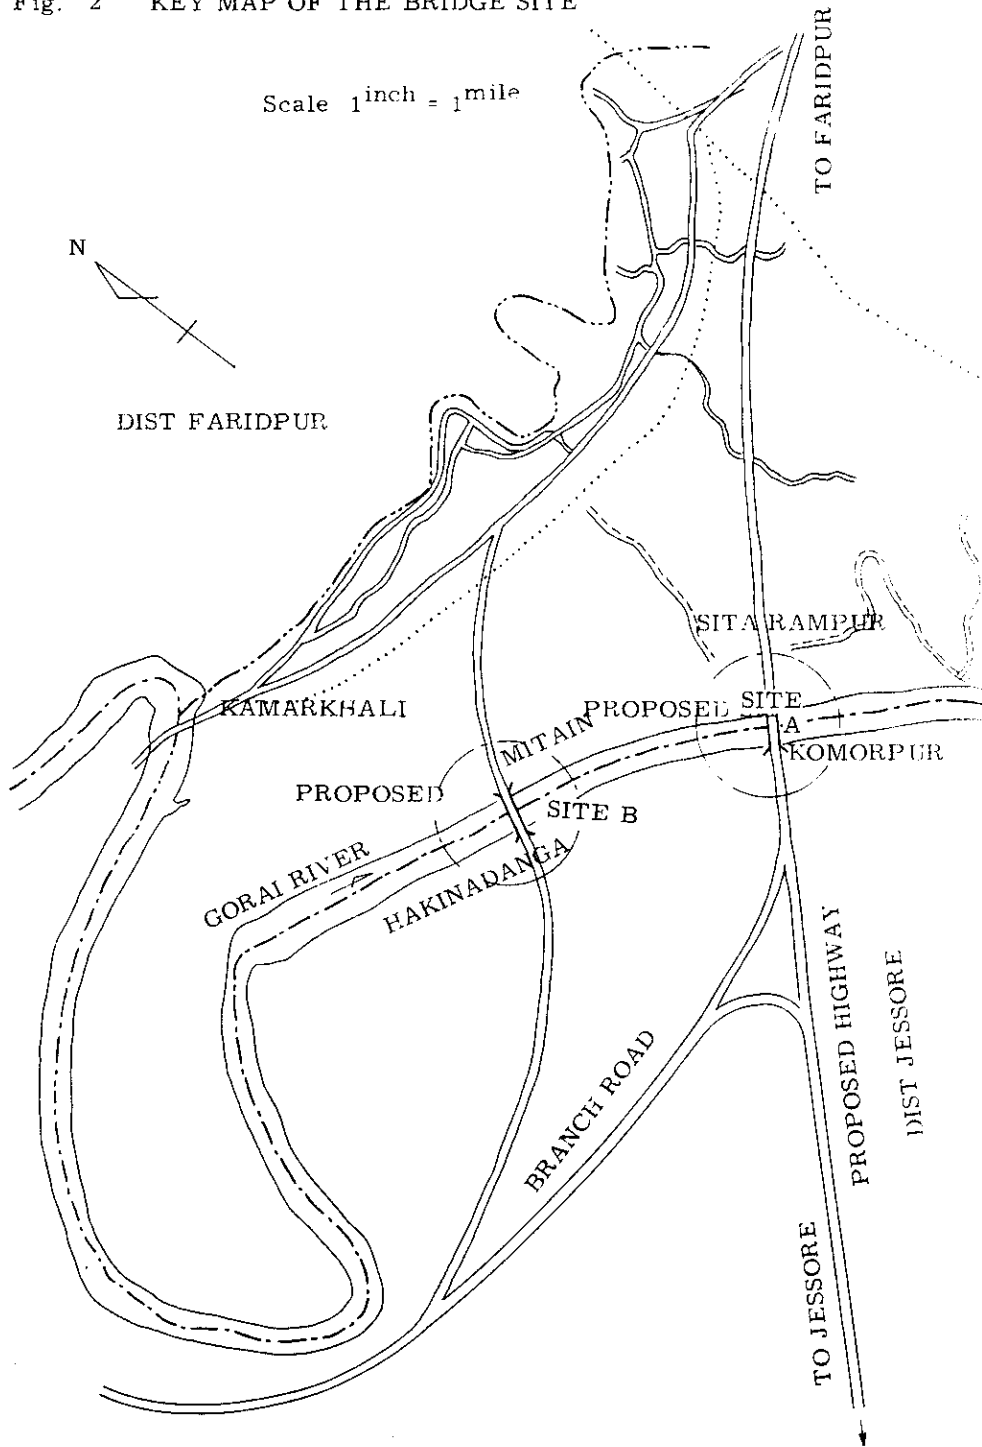 Fig. 2 KEY MAP OF THE BRIDGE SITE
Scale 1inch = 1mile
TO FARIDPUR
N
DIST FARIDPUR
SITA RAMPUR
KAMARKHALI
PROPOSED SITE
A
MITAIN
KOMORPUR
PROPOSED
SITE B
GORAI RIVER
HAKINADANGA
PROPOSED HIGHWAY
DIST JESSORE
BRANCH ROAD
TO JESSORE